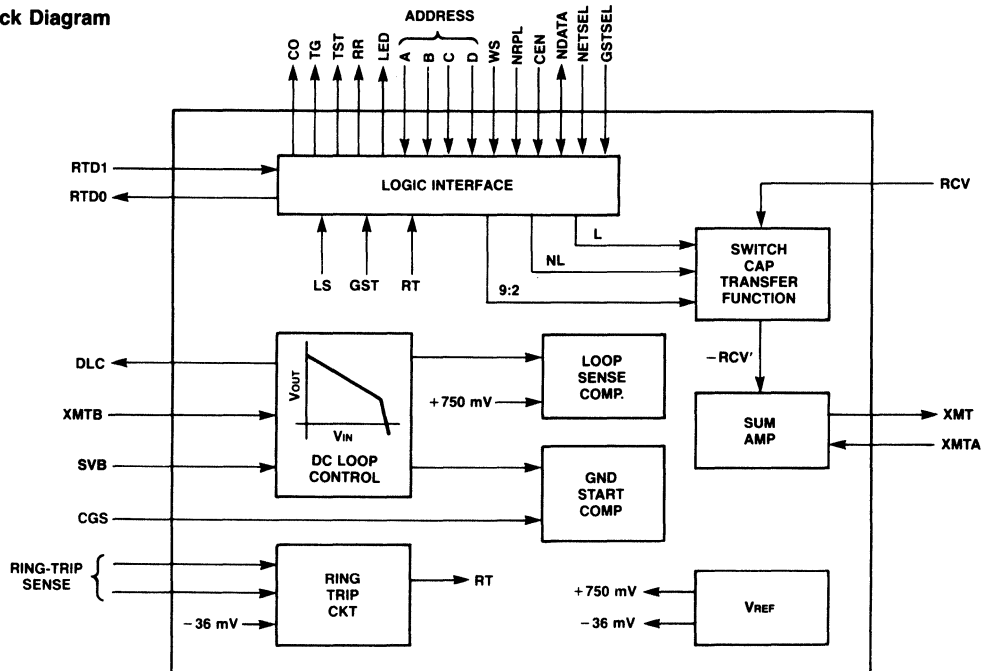 ck Diagram
ADDRESS
CO
TG
TST
RR
LED
A
B
C
D
WS
NRPL
CEN
NDATA
NETSEL
GSTSEL
RTD1
RTD0
LOGIC INTERFACE
RCV
LS
GST
RT
L
NL
9:2
SWITCH
CAP
TRANSFER
FUNCTION
DLC
XMTB
SVB
CGS
VOUT
VIN
DC LOOP
CONTROL
+750 mV
LOOP
SENSE
COMP.
−RCV'
SUM
AMP
XMT
XMTA
GND
START
COMP
RING-TRIP
SENSE
−36 mV
RING
TRIP
CKT
RT
+750 mV
−36 mV
VREF